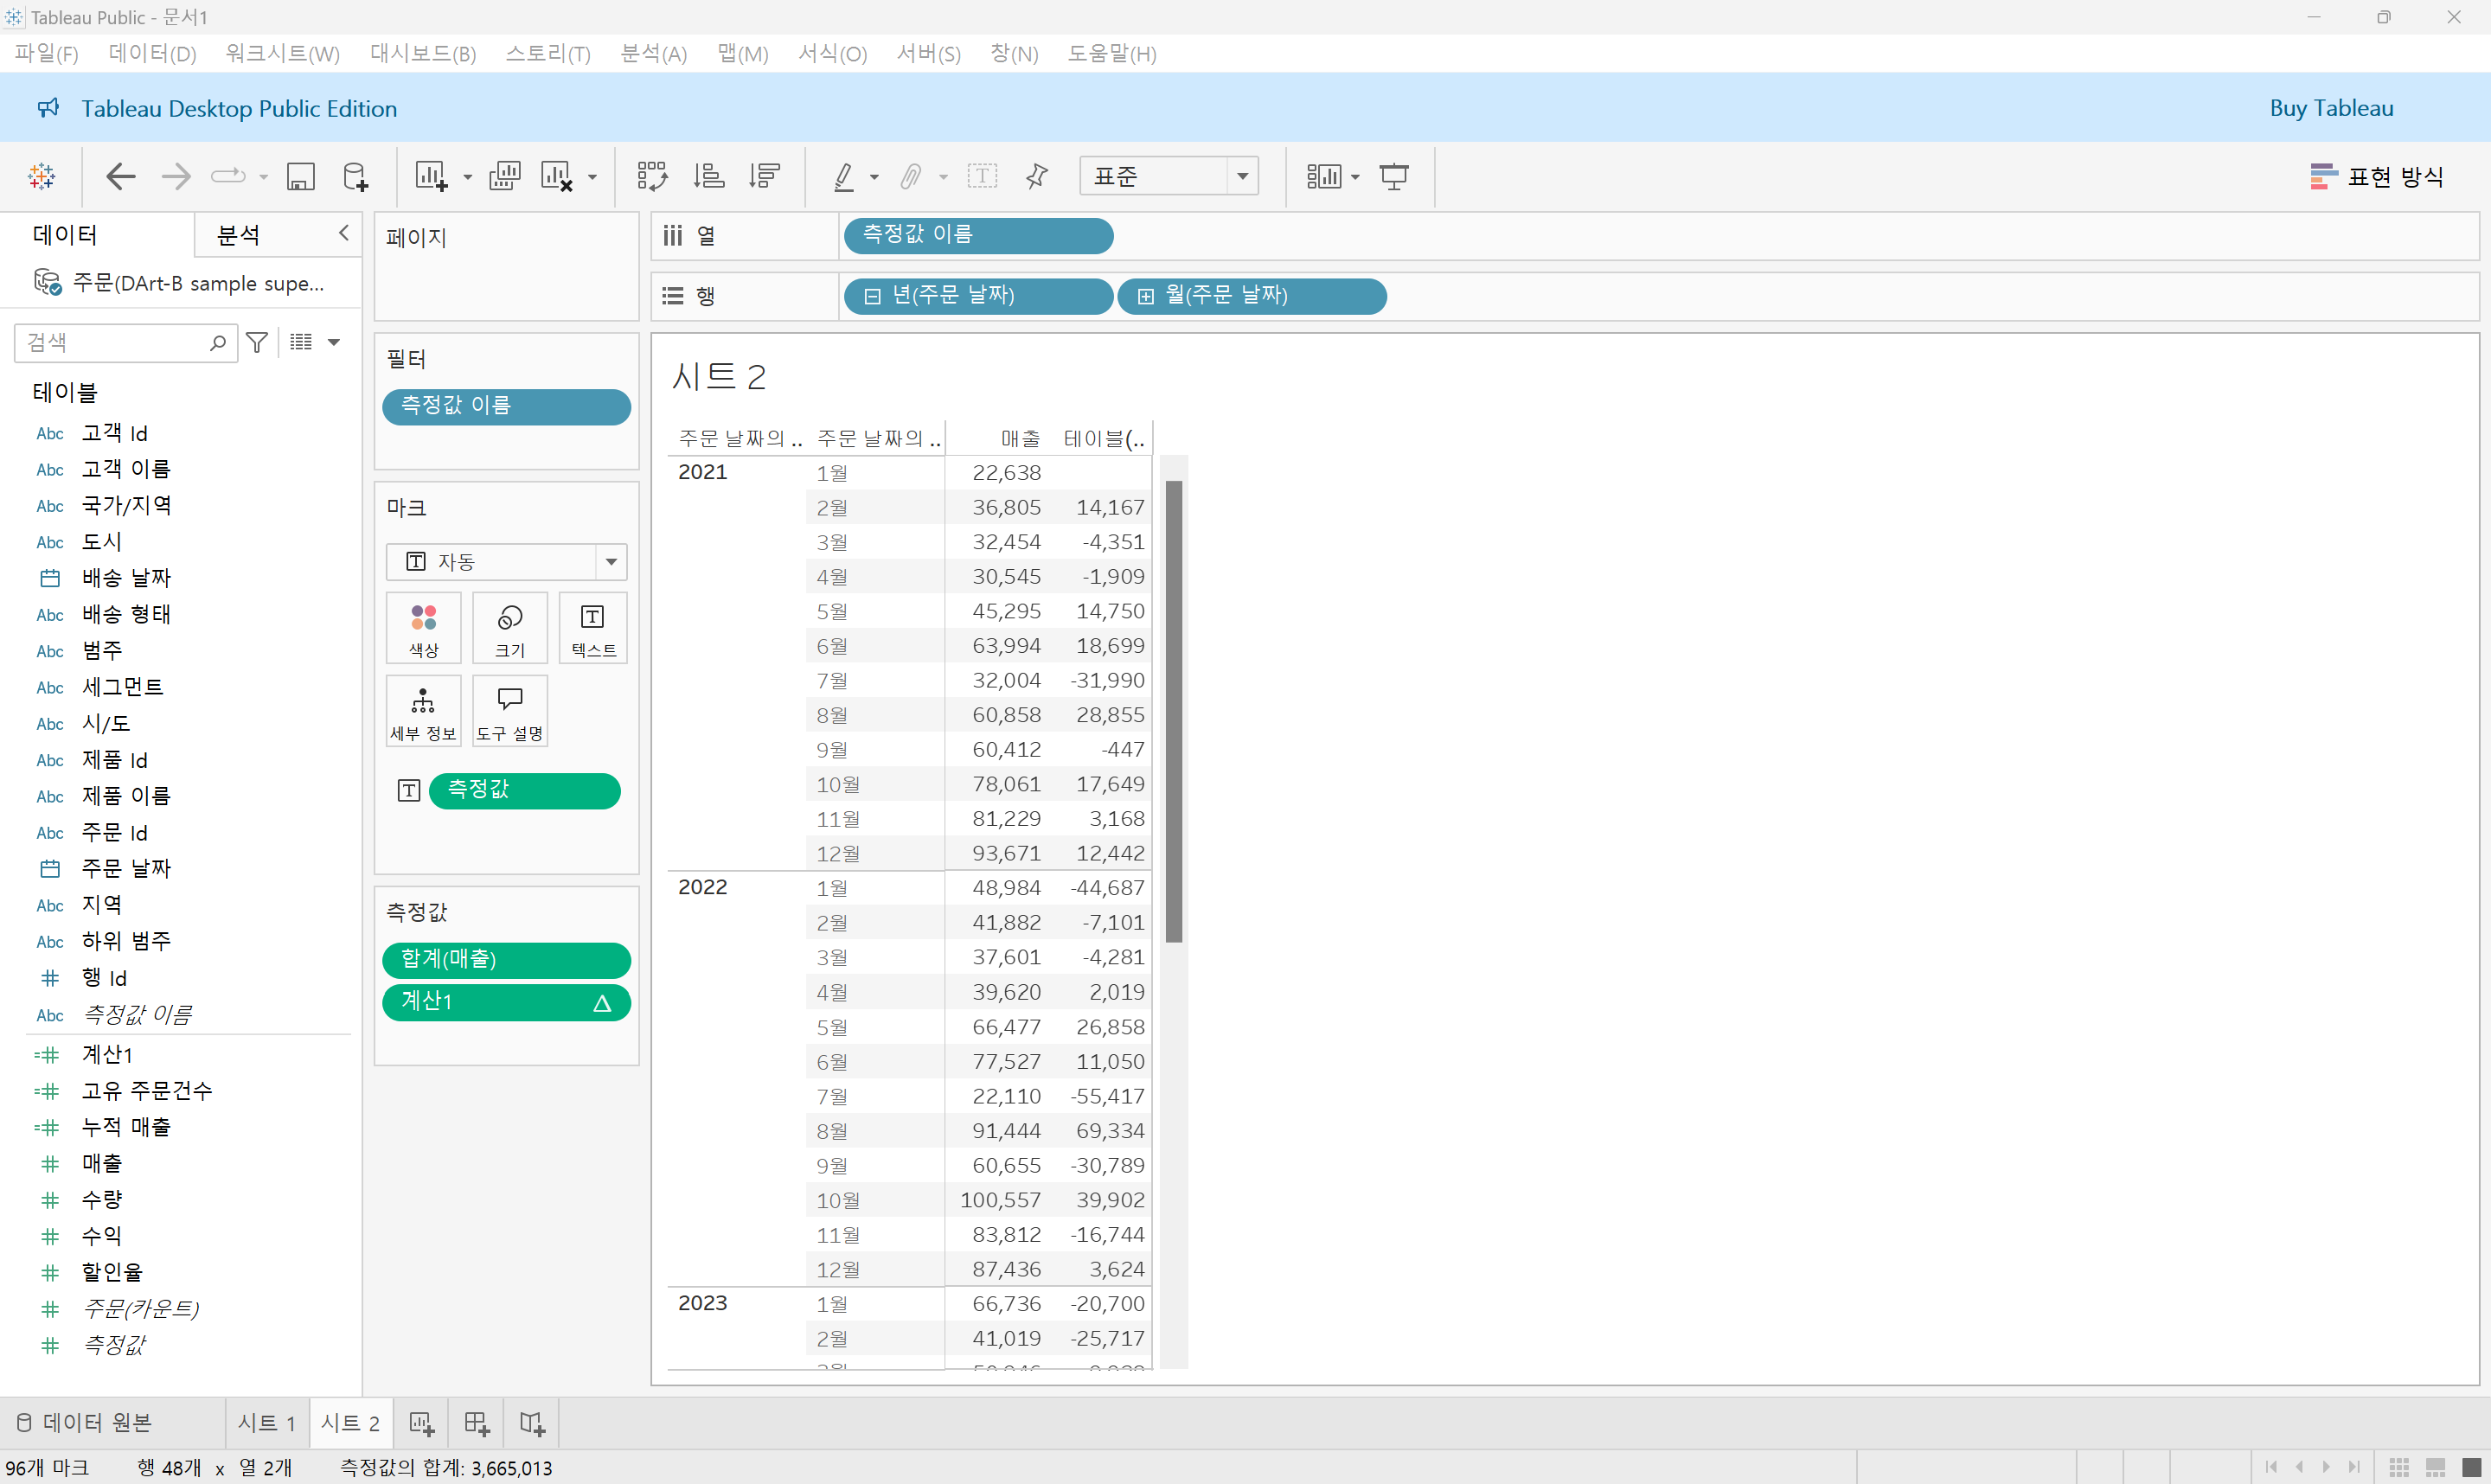 Tableau Public - 문서1
파일(F) 데이터(D) 워크시트(W) 대시보드(B) 스토리(T) 분석(A) 맵(M) 서식(O) 서버(S) 창(N) 도움말(H)
Tableau Desktop Public Edition Buy Tableau
표준 표현 방식
데이터 분석
주문(DArt-B sample supe...
검색
테이블
Abc 고객 Id
Abc 고객 이름
Abc 국가/지역
Abc 도시
배송 날짜
Abc 배송 형태
Abc 범주
Abc 세그먼트
Abc 시/도
Abc 제품 Id
Abc 제품 이름
Abc 주문 Id
주문 날짜
Abc 지역
Abc 하위 범주
# 행 Id
Abc 측정값 이름
=# 계산1
=# 고유 주문건수
=# 누적 매출
# 매출
# 수량
# 수익
# 할인율
# 주문(카운트)
# 측정값
페이지
필터
측정값 이름
마크
자동
색상 크기 텍스트
세부 정보 도구 설명
측정값
측정값
합계(매출)
계산1 △
열 측정값 이름
행 년(주문 날짜) 월(주문 날짜)
시트 2
주문 날짜의 .. 주문 날짜의 .. 매출 테이블(..
2021 1월 22,638
2월 36,805 14,167
3월 32,454 -4,351
4월 30,545 -1,909
5월 45,295 14,750
6월 63,994 18,699
7월 32,004 -31,990
8월 60,858 28,855
9월 60,412 -447
10월 78,061 17,649
11월 81,229 3,168
12월 93,671 12,442
2022 1월 48,984 -44,687
2월 41,882 -7,101
3월 37,601 -4,281
4월 39,620 2,019
5월 66,477 26,858
6월 77,527 11,050
7월 22,110 -55,417
8월 91,444 69,334
9월 60,655 -30,789
10월 100,557 39,902
11월 83,812 -16,744
12월 87,436 3,624
2023 1월 66,736 -20,700
2월 41,019 -25,717
데이터 원본 시트 1 시트 2
96개 마크 행 48개 x 열 2개 측정값의 합계: 3,665,013